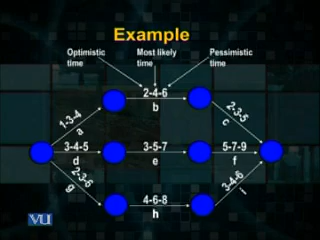 Example
Optimistic time
Most likely time
Pessimistic time
2-4-6
b
1-3-4
a
2-3-5
c
3-4-5
d
3-5-7
e
5-7-9
f
2-3-5
g
4-6-8
h
3-4-6
i
VU